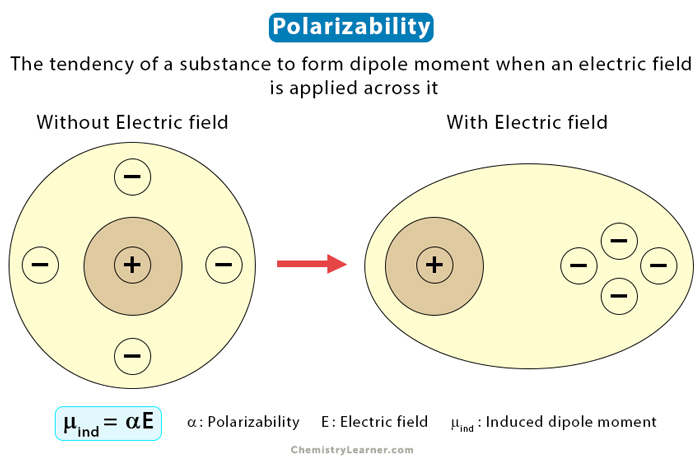 Polarizability
The tendency of a substance to form dipole moment when an electric field
is applied across it
Without Electric field
With Electric field
−
− + −
−
+
−
− −
−
μind = αE
α : Polarizability E : Electric field μind : Induced dipole moment
ChemistryLearner.com